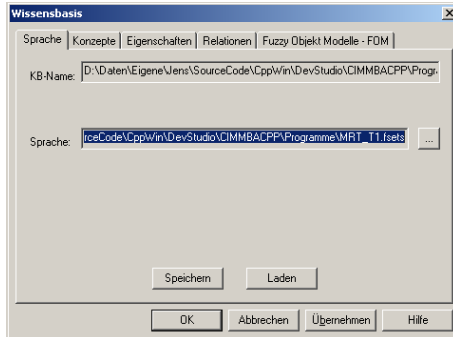 Wissensbasis
Sprache Konzepte Eigenschaften Relationen Fuzzy Objekt Modelle - FOM
KB-Name: D:\Daten\Eigene\Jens\SourceCode\CppWin\DevStudio\CIMMBACPP\Progr
Sprache: rceCode\CppWin\DevStudio\CIMMBACPP\Programme\MRT_T1.fsets ...
Speichern Laden
OK Abbrechen Übernehmen Hilfe